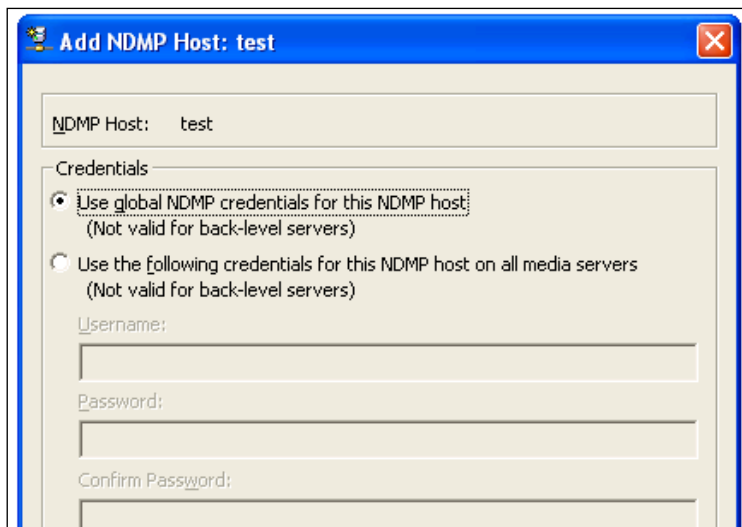 Add NDMP Host: test
NDMP Host: test
Credentials
Use global NDMP credentials for this NDMP host
(Not valid for back-level servers)
Use the following credentials for this NDMP host on all media servers
(Not valid for back-level servers)
Username:
Password:
Confirm Password: